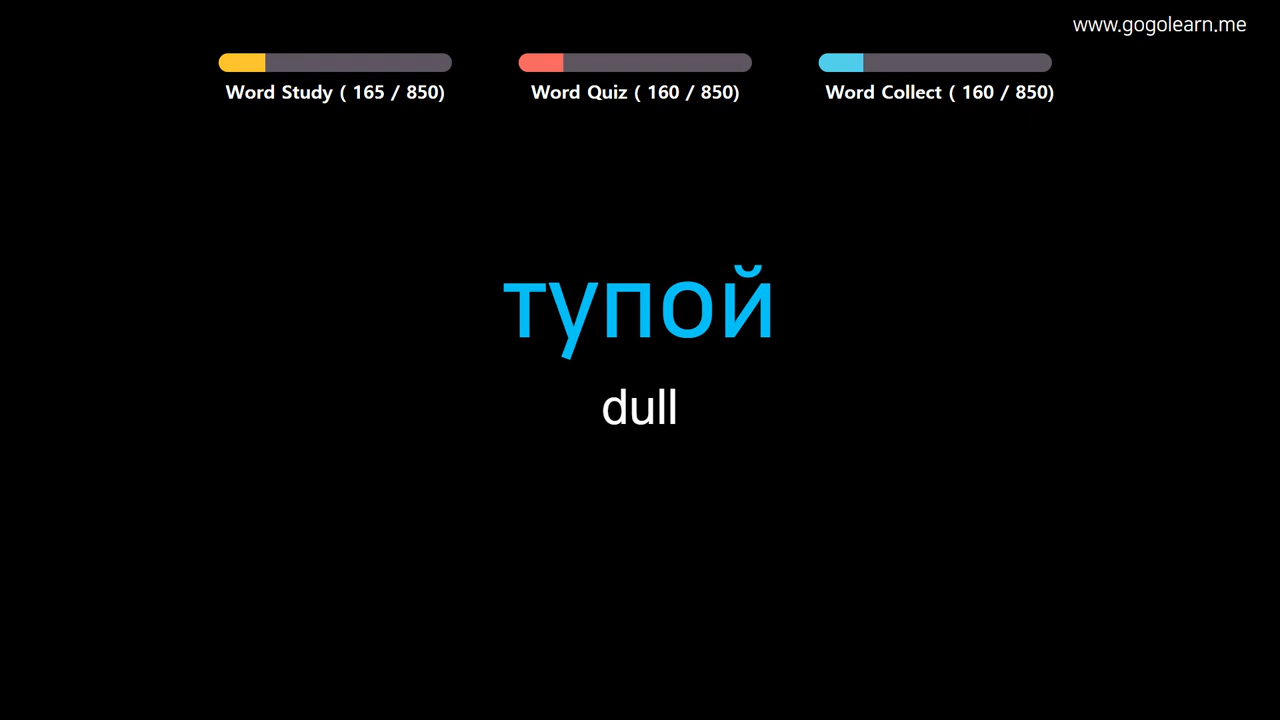 www.gogolearn.me
Word Study ( 165 / 850)
Word Quiz ( 160 / 850)
Word Collect ( 160 / 850)
тупой
dull